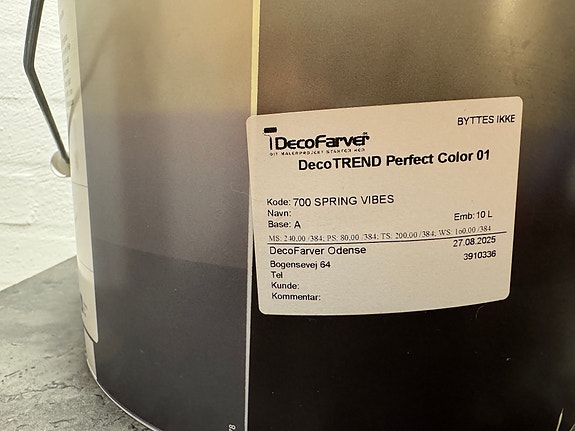 BYTTES IKKE
DecoFarver
DIT MALERPROJEKT STARTER HER
DecoTREND Perfect Color 01
Kode: 700 SPRING VIBES
Navn:
Base: A
Emb: 10 L
MS: 240.00 /384; PS: 80.00 /384; TS: 200.00 /384; WS: 160.00 /384
DecoFarver Odense
27.08.2025
Bogensevej 64
3910336
Tel
Kunde:
Kommentar: